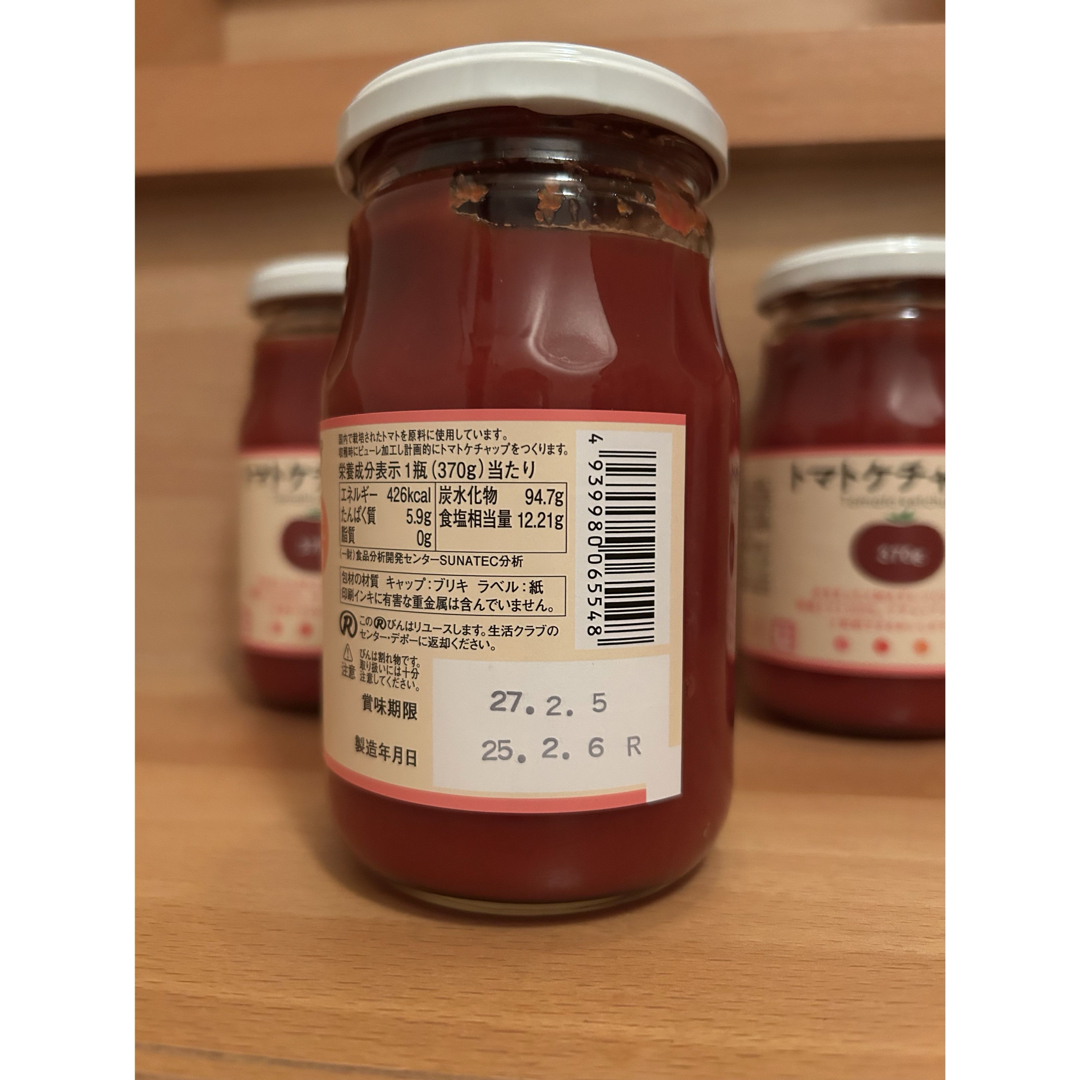 国内で栽培されたトマトを原料に使用しています。
収穫時にピューレ加工し計画的にトマトケチャップをつくります。
栄養成分表示1瓶(370g)当たり
エネルギー 426kcal 炭水化物 94.7g
たんぱく質 5.9g 食塩相当量 12.21g
脂質 0g
(一財)食品分析開発センターSUNATEC分析
包材の材質 キャップ:ブリキ ラベル:紙
印刷インキに有害な重金属は含んでいません。
Ⓡ このⓇびんはリユースします。生活クラブの
センター・デポーに返却ください。
注意 びんは割れ物です。
取り扱いには十分
注意してください。
賞味期限 27.2.5
製造年月日 25.2.6 R
4939980065548
トマトケチ
トマトケチャ
Tomato ketchu
370g